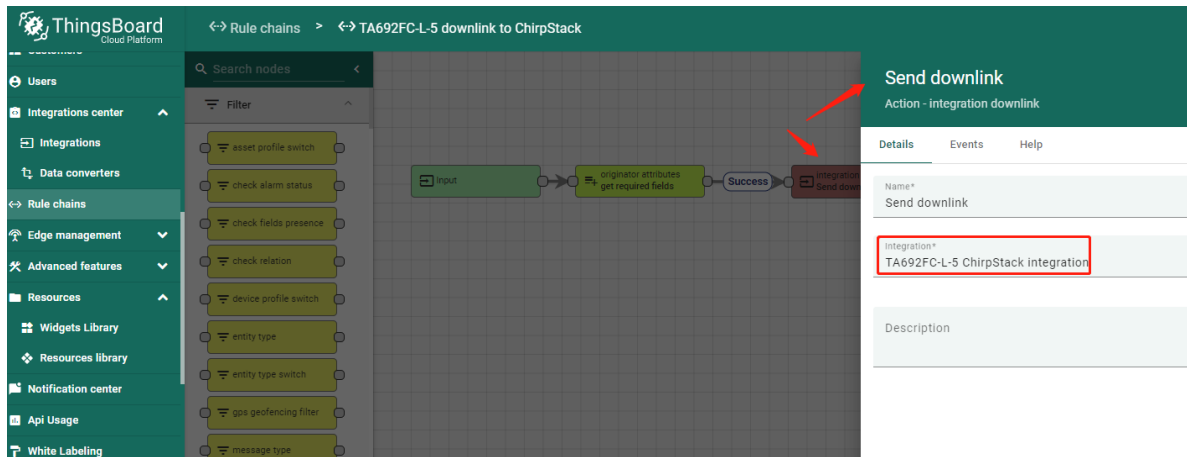 ThingsBoard
Cloud Platform
Rule chains > TA692FC-L-5 downlink to ChirpStack
Customers
Users
Integrations center
Integrations
Data converters
Rule chains
Edge management
Advanced features
Resources
Widgets Library
Resources library
Notification center
Api Usage
White Labeling
Search nodes
Filter
asset profile switch
check alarm status
check fields presence
check relation
device profile switch
entity type
entity type switch
gps geofencing filter
message type
Input
originator attributes
get required fields
Success
integration
Send down
Send downlink
Action - integration downlink
Details Events Help
Name*
Send downlink
Integration*
TA692FC-L-5 ChirpStack integration
Description